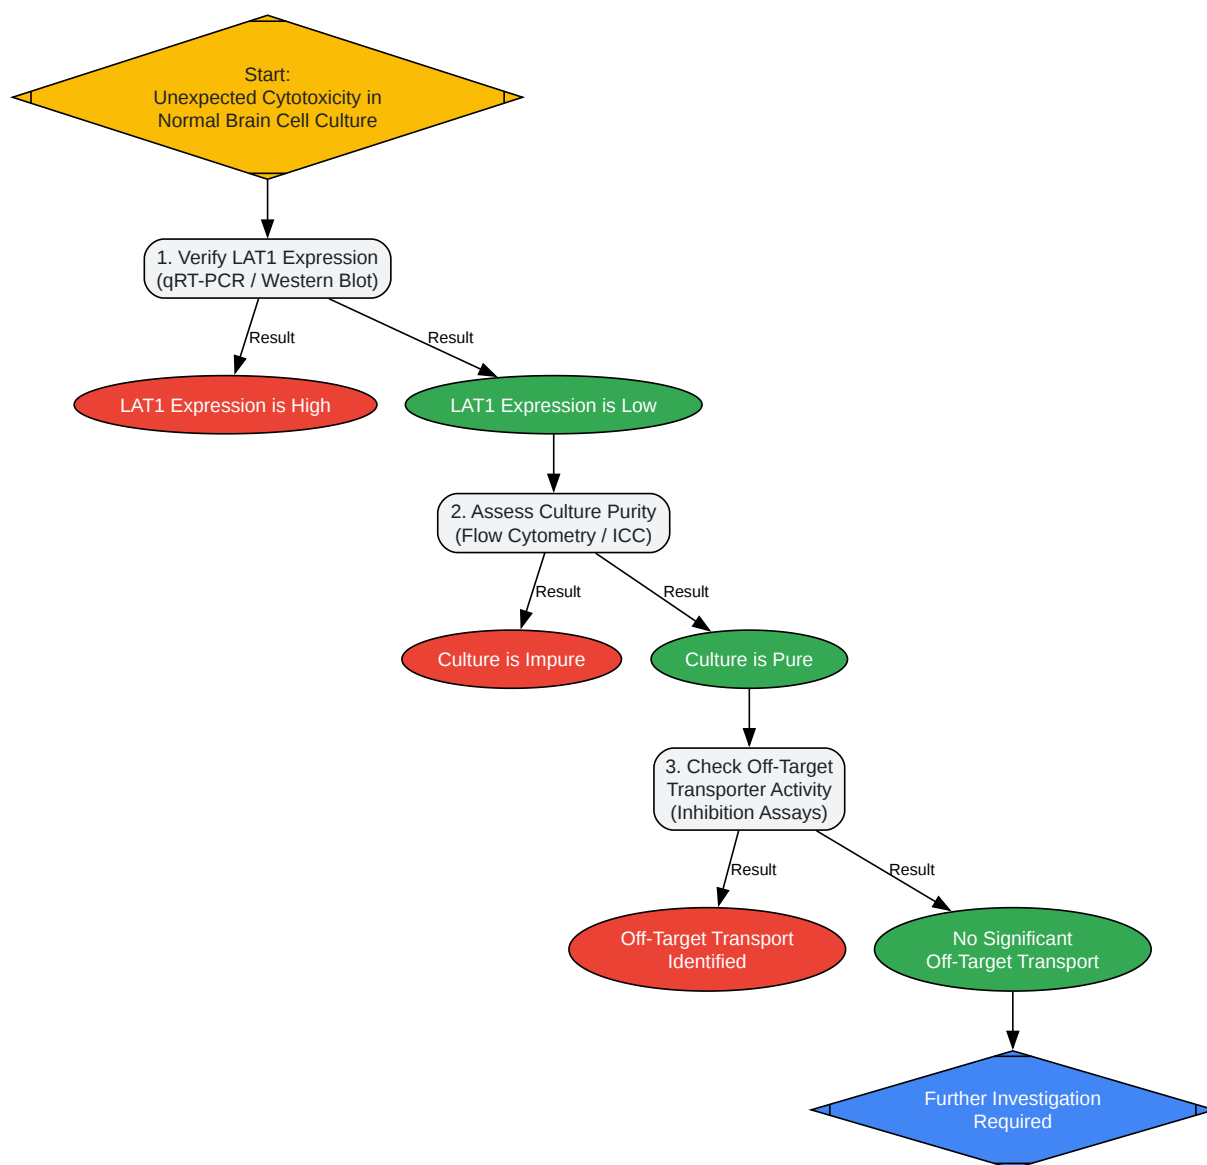 Start:
Unexpected Cytotoxicity in
Normal Brain Cell Culture
1. Verify LAT1 Expression
(qRT-PCR / Western Blot)
Result
Result
LAT1 Expression is High
LAT1 Expression is Low
2. Assess Culture Purity
(Flow Cytometry / ICC)
Result
Result
Culture is Impure
Culture is Pure
3. Check Off-Target
Transporter Activity
(Inhibition Assays)
Result
Result
Off-Target Transport
Identified
No Significant
Off-Target Transport
Further Investigation
Required